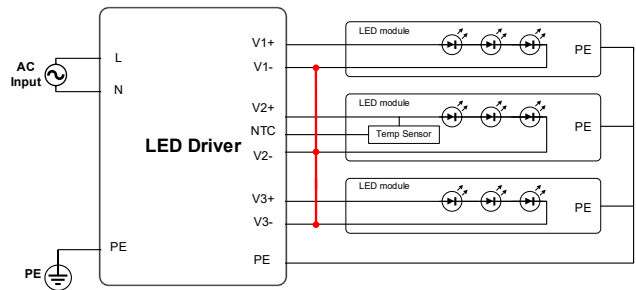 LED module
V1+
PE
L
V1-
AC
Input
N
LED module
V2+
NTC
Temp Sensor
PE
LED Driver
V2-
LED module
V3+
PE
V3-
PE
PE
PE